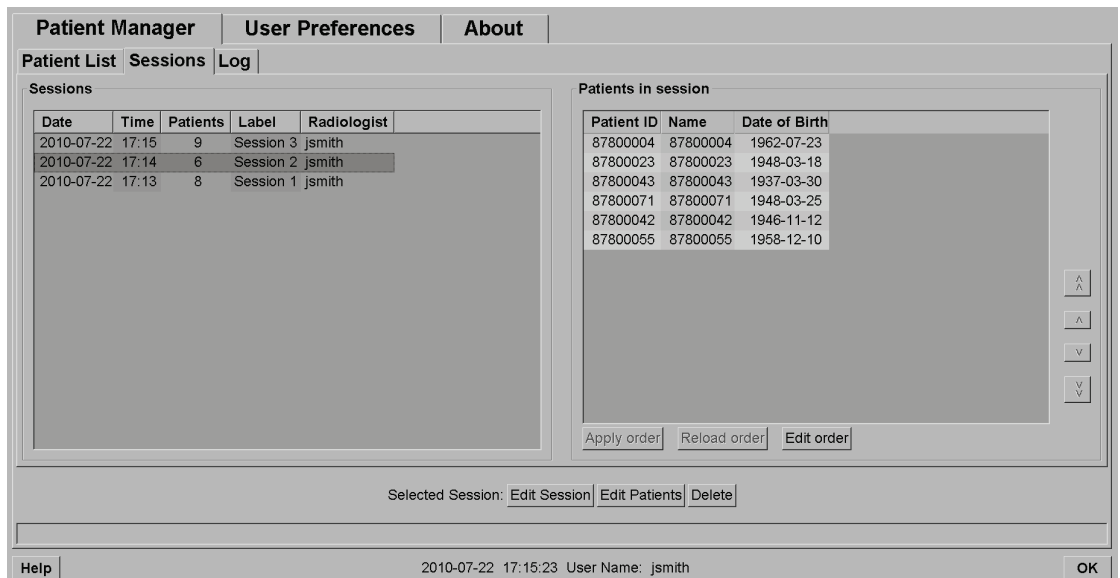 Patient Manager User Preferences About
Patient List Sessions Log
Sessions
Date Time Patients Label Radiologist
2010-07-22 17:15 9 Session 3 jsmith
2010-07-22 17:14 6 Session 2 jsmith
2010-07-22 17:13 8 Session 1 jsmith
Patients in session
Patient ID Name Date of Birth
87800004 87800004 1962-07-23
87800023 87800023 1948-03-18
87800043 87800043 1937-03-30
87800071 87800071 1948-03-25
87800042 87800042 1946-11-12
87800055 87800055 1958-12-10
Apply order Reload order Edit order
Selected Session: Edit Session Edit Patients Delete
Help 2010-07-22 17:15:23 User Name: jsmith OK